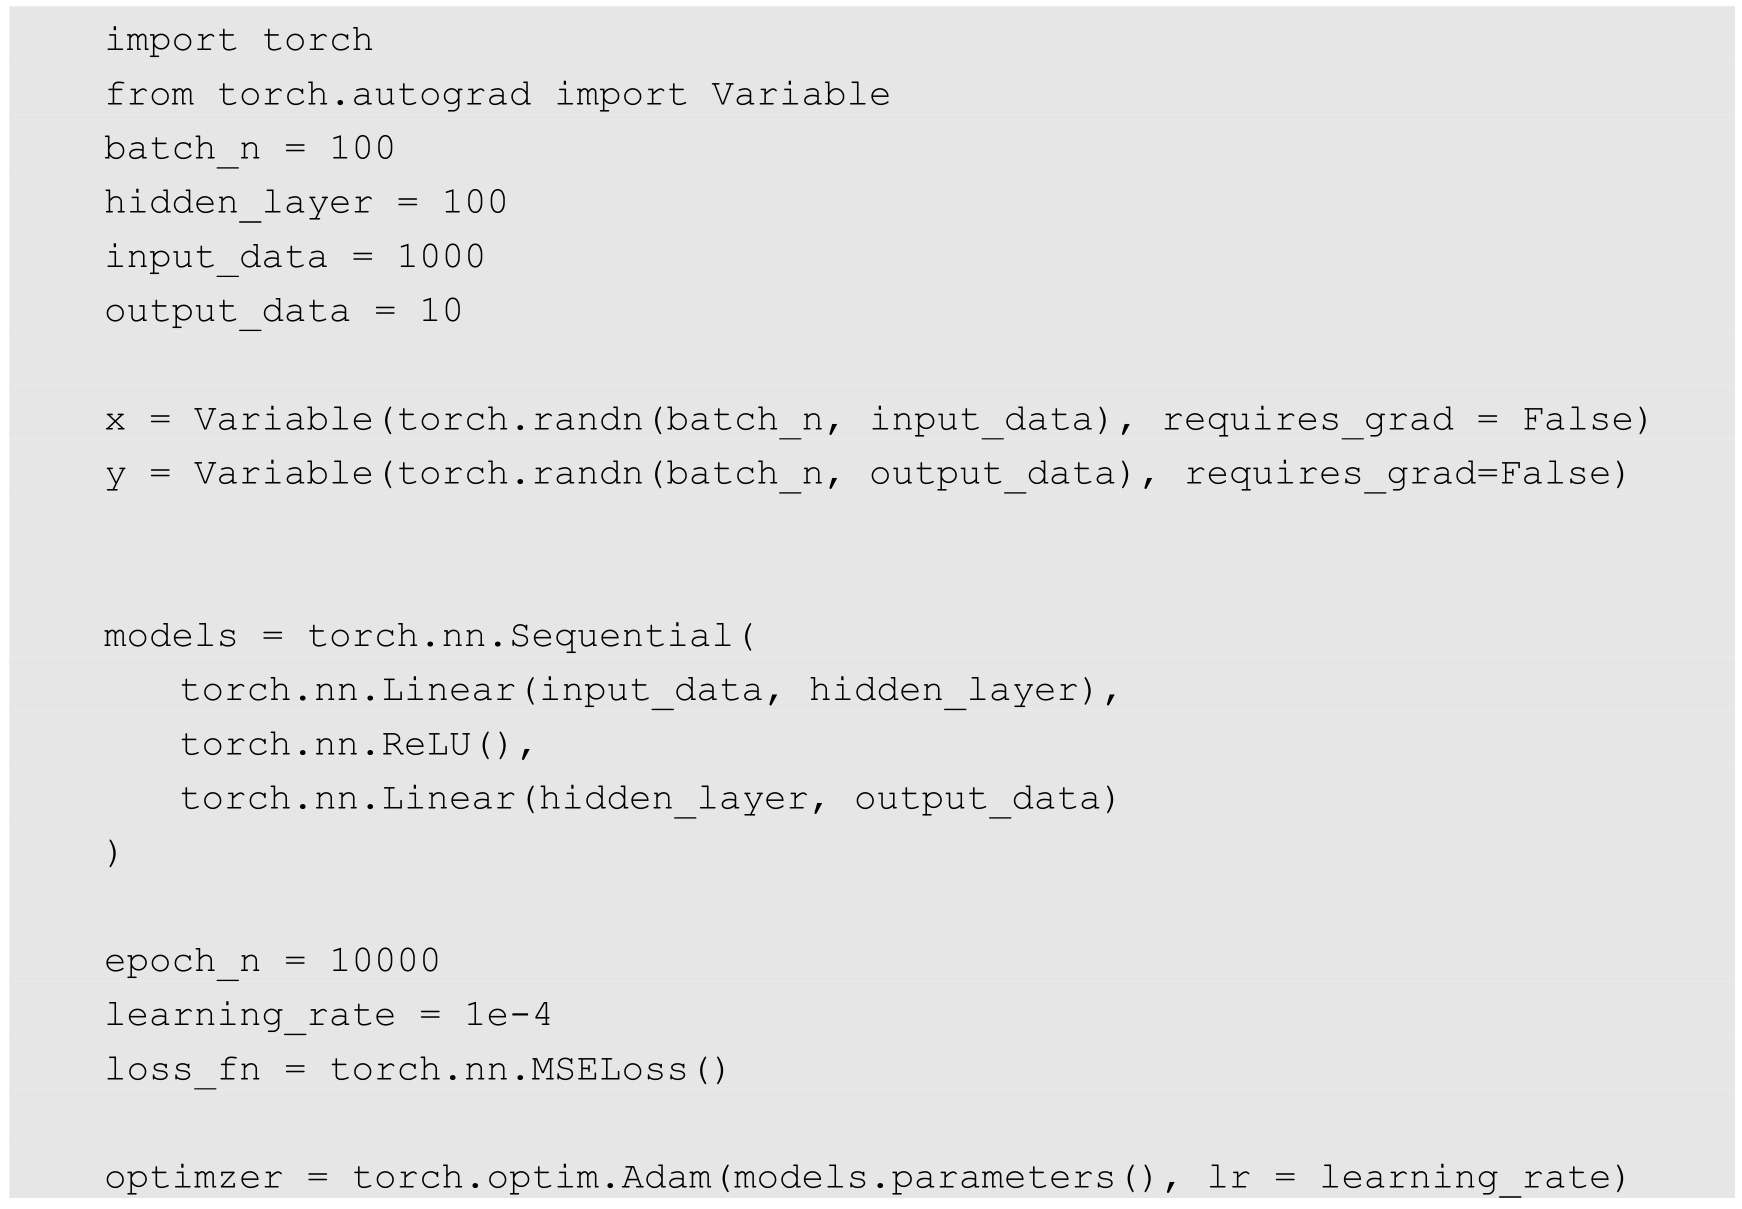 import torch
from torch.autograd import Variable
batch_n = 100
hidden_layer = 100
input_data = 1000
output_data = 10
x = Variable(torch.randn(batch_n, input_data), requires_grad = False)
y = Variable(torch.randn(batch_n, output_data), requires_grad=False)
models = torch.nn.Sequential(
torch.nn.Linear(input_data, hidden_layer),
torch.nn.ReLU(),
torch.nn.Linear(hidden_layer, output_data)
)
epoch_n = 10000
learning_rate = 1e-4
loss_fn = torch.nn.MSELoss()
optimzer = torch.optim.Adam(models.parameters(), lr = learning_rate)